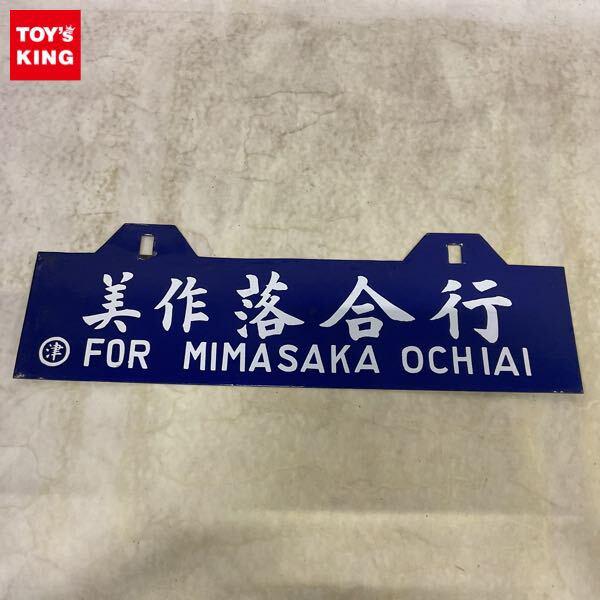 TOY'S
KING
美作落合行
津 FOR MIMASAKA OCHIAI